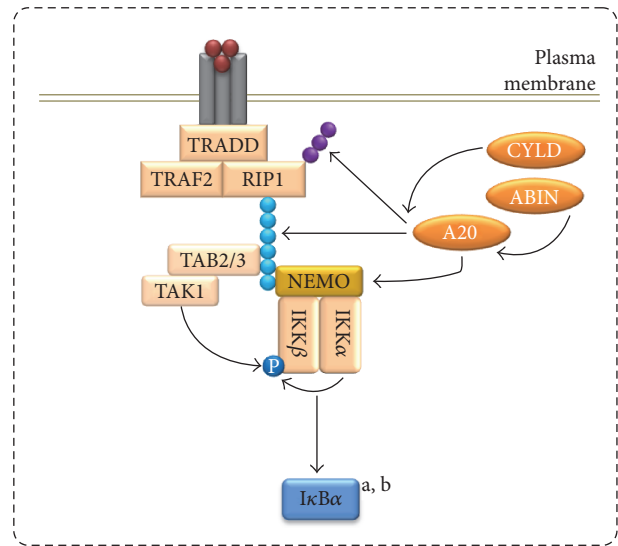 Plasma
membrane
TRADD
CYLD
TRAF2
RIP1
ABIN
A20
TAB2/3
NEMO
TAK1
IKKβ
IKKα
P
IκBα
a, b